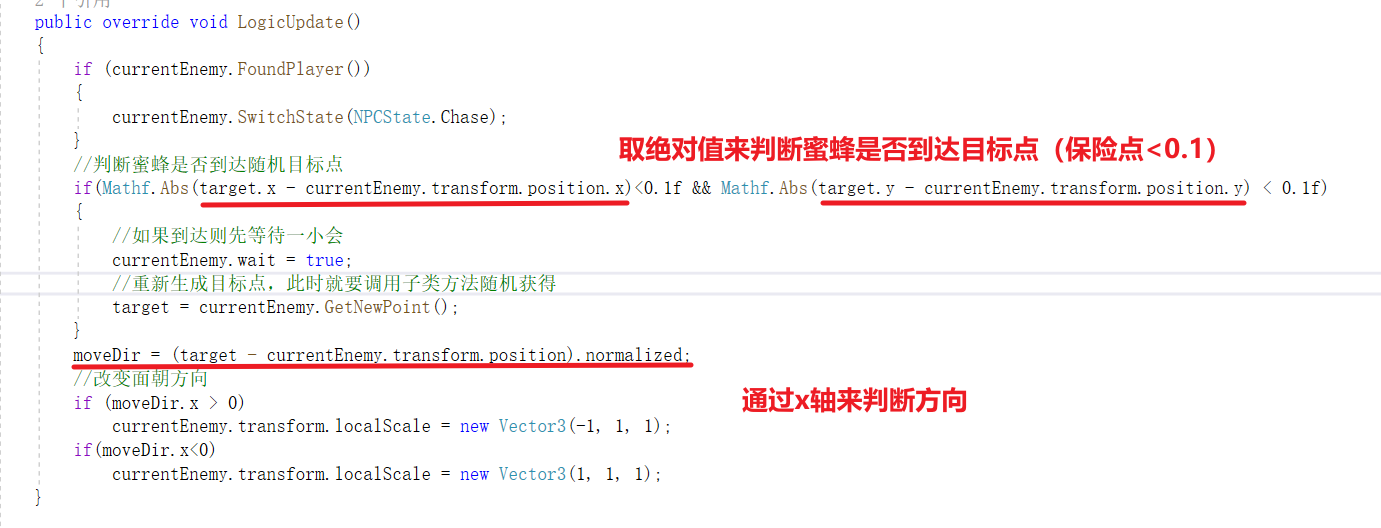 2 个引用
public override void LogicUpdate()
{
if (currentEnemy.FoundPlayer())
{
currentEnemy.SwitchState(NPCState.Chase);
}
//判断蜜蜂是否到达随机目标点
取绝对值来判断蜜蜂是否到达目标点（保险点<0.1）
if(Mathf.Abs(target.x - currentEnemy.transform.position.x)<0.1f && Mathf.Abs(target.y - currentEnemy.transform.position.y) < 0.1f)
{
//如果到达则先等待一小会
currentEnemy.wait = true;
//重新生成目标点，此时就要调用子类方法随机获得
target = currentEnemy.GetNewPoint();
}
moveDir = (target - currentEnemy.transform.position).normalized;
//改变面朝方向
通过x轴来判断方向
if (moveDir.x > 0)
currentEnemy.transform.localScale = new Vector3(-1, 1, 1);
if(moveDir.x<0)
currentEnemy.transform.localScale = new Vector3(1, 1, 1);
}